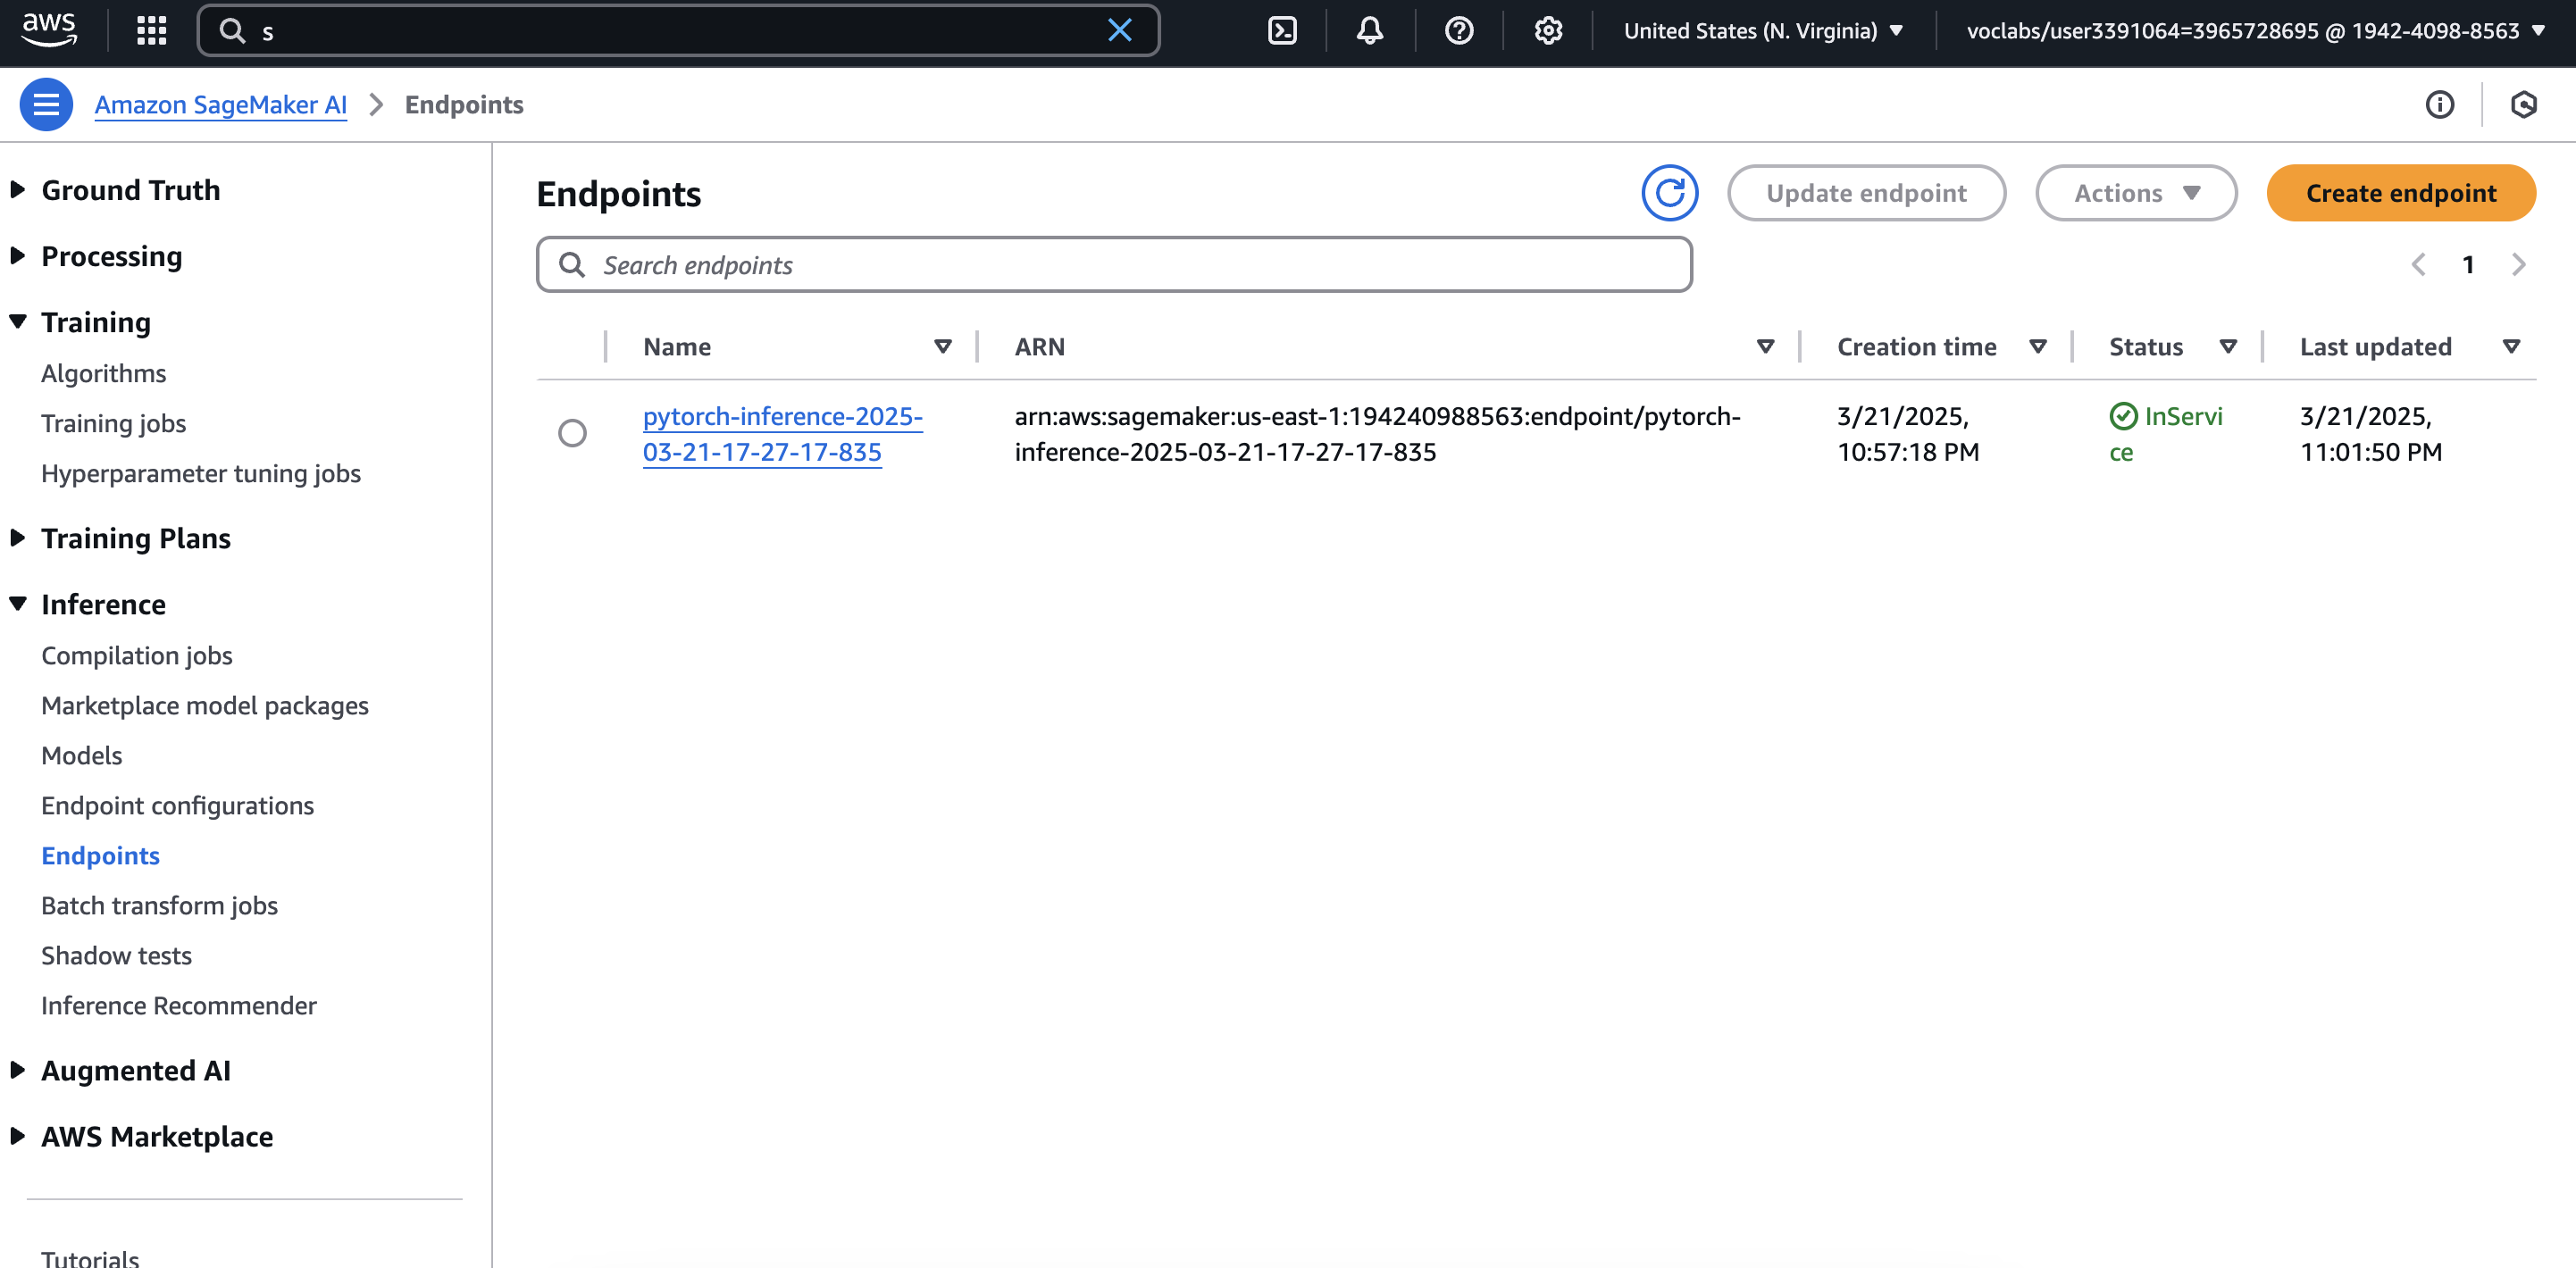 aws
s
United States (N. Virginia)
voclabs/user3391064=3965728695 @ 1942-4098-8563
Amazon SageMaker AI
Endpoints
Ground Truth
Processing
Training
Algorithms
Training jobs
Hyperparameter tuning jobs
Training Plans
Inference
Compilation jobs
Marketplace model packages
Models
Endpoint configurations
Endpoints
Batch transform jobs
Shadow tests
Inference Recommender
Augmented AI
AWS Marketplace
Tutorials
Endpoints
Update endpoint
Actions
Create endpoint
Search endpoints
1
Name
ARN
Creation time
Status
Last updated
pytorch-inference-2025-
03-21-17-27-17-835
arn:aws:sagemaker:us-east-1:194240988563:endpoint/pytorch-
inference-2025-03-21-17-27-17-835
3/21/2025,
10:57:18 PM
InServi
ce
3/21/2025,
11:01:50 PM